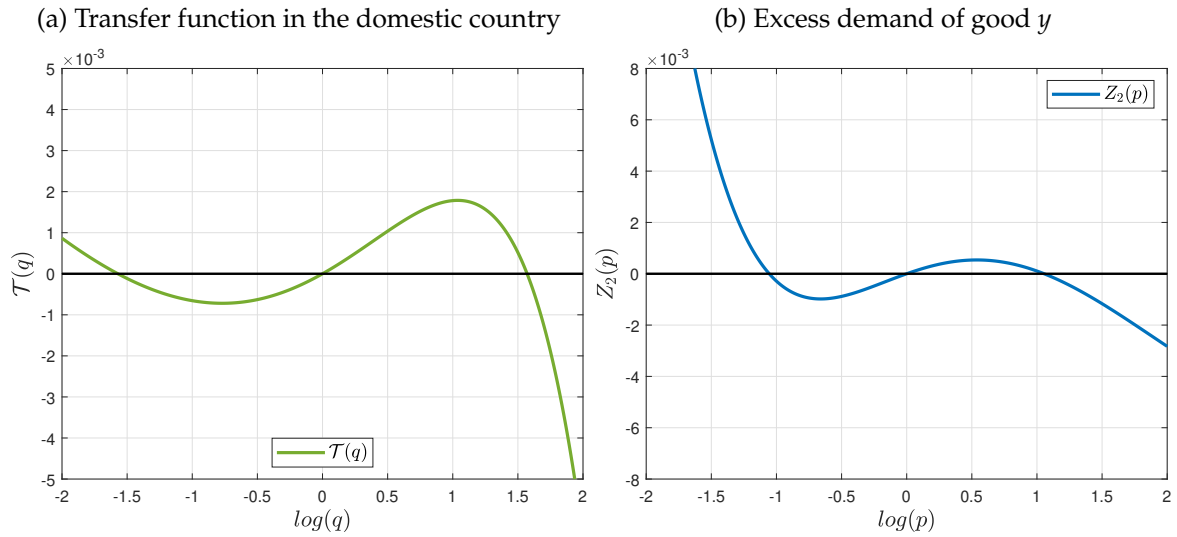 (a) Transfer function in the domestic country
×10-3
5
4
3
2
1
0
-1
-2
-3
-4
-5
𝒯(q)
𝒯(q)
-2 -1.5 -1 -0.5 0 0.5 1 1.5 2
log(q)
(b) Excess demand of good y
×10-3
8
6
4
2
0
-2
-4
-6
-8
Z2(p)
Z2(p)
-2 -1.5 -1 -0.5 0 0.5 1 1.5 2
log(p)